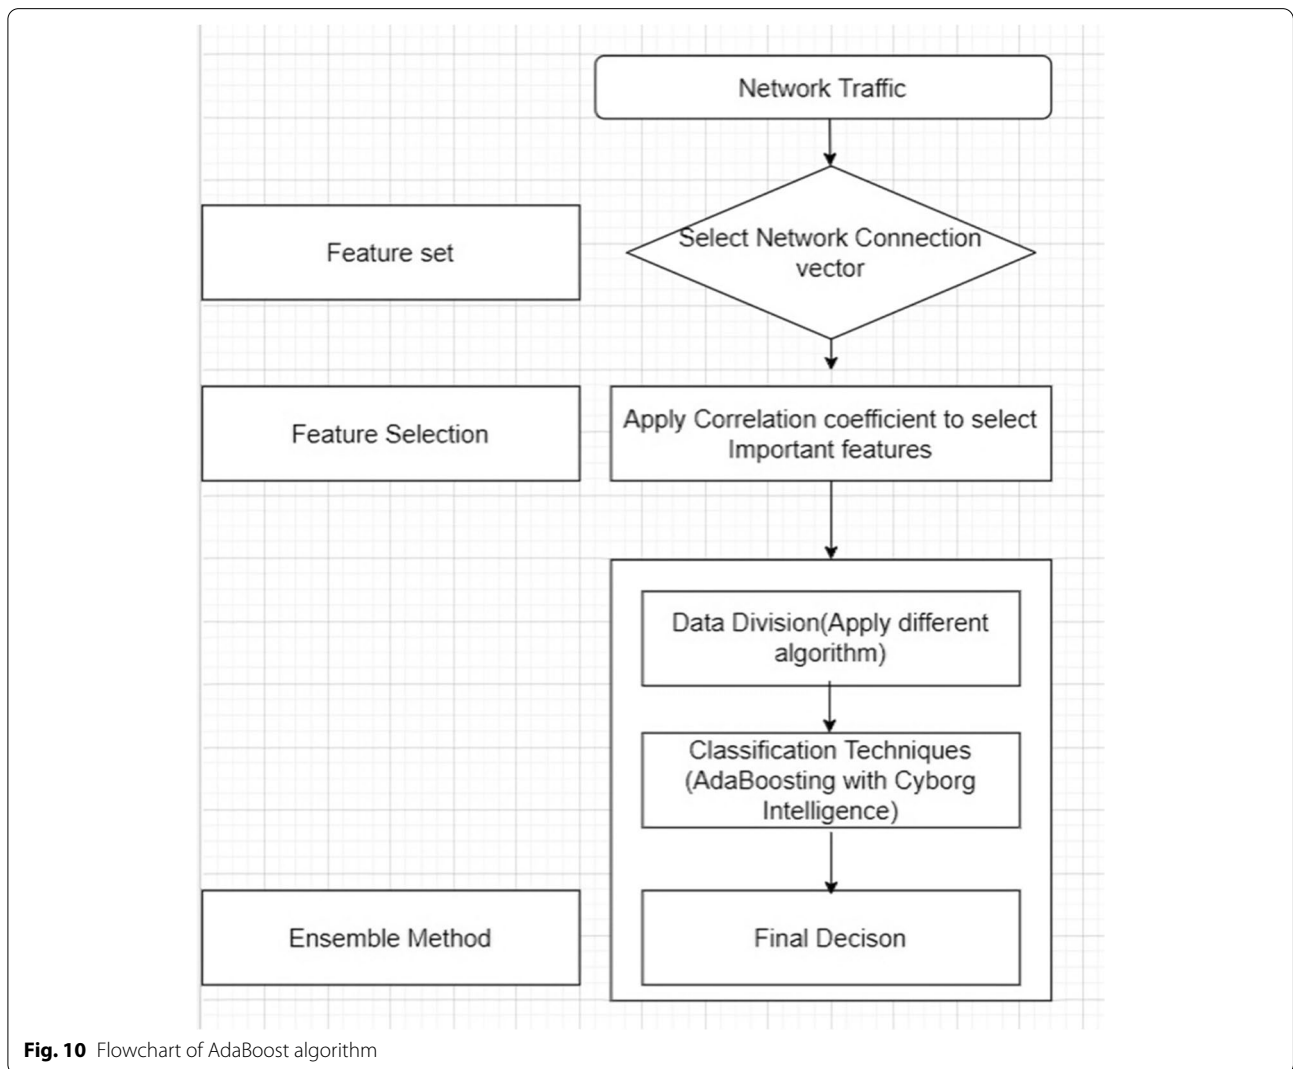 Network Traffic
Feature set
Select Network Connection
vector
Feature Selection
Apply Correlation coefficient to select
Important features
Data Division(Apply different
algorithm)
Classification Techniques
(AdaBoosting with Cyborg
Intelligence)
Ensemble Method
Final Decison
Fig. 10 Flowchart of AdaBoost algorithm